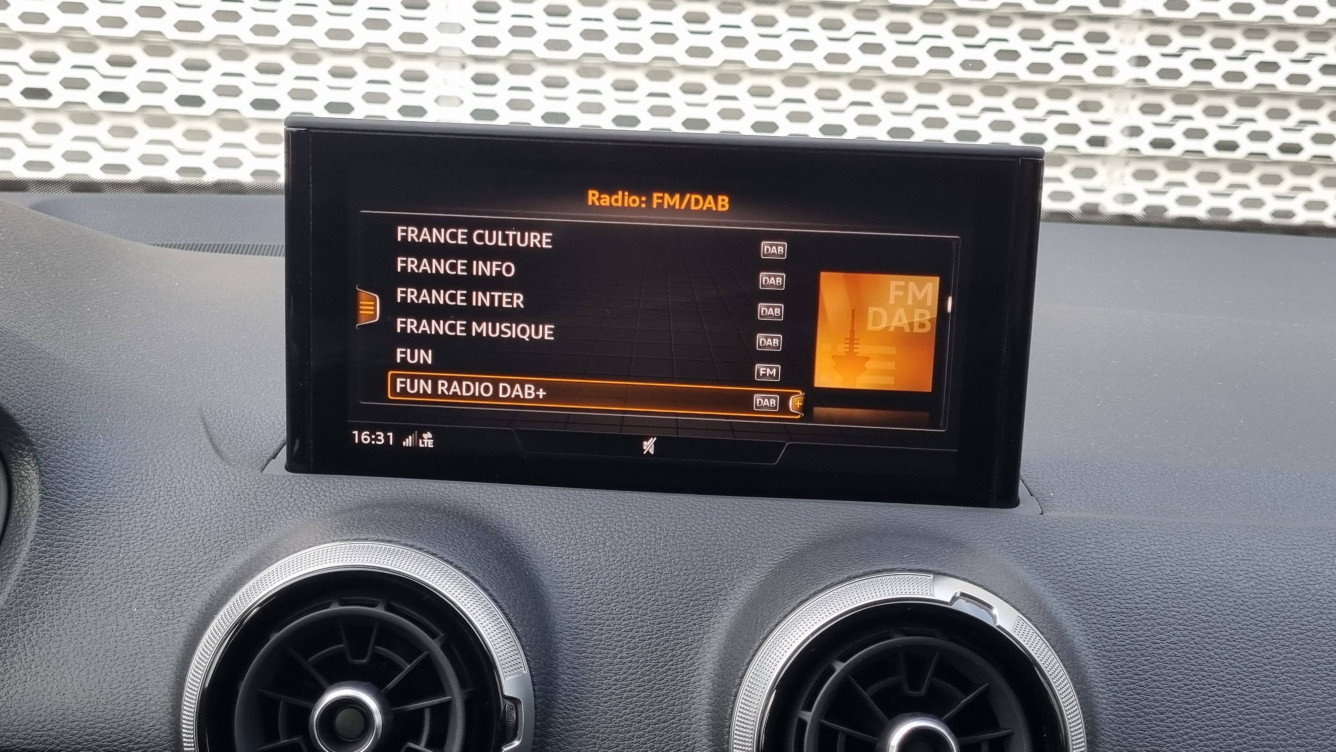 Radio: FM/DAB
FRANCE CULTURE DAB
FRANCE INFO DAB
FRANCE INTER DAB
FRANCE MUSIQUE DAB
FUN FM
FUN RADIO DAB+ DAB
FM
DAB
16:31 LTE